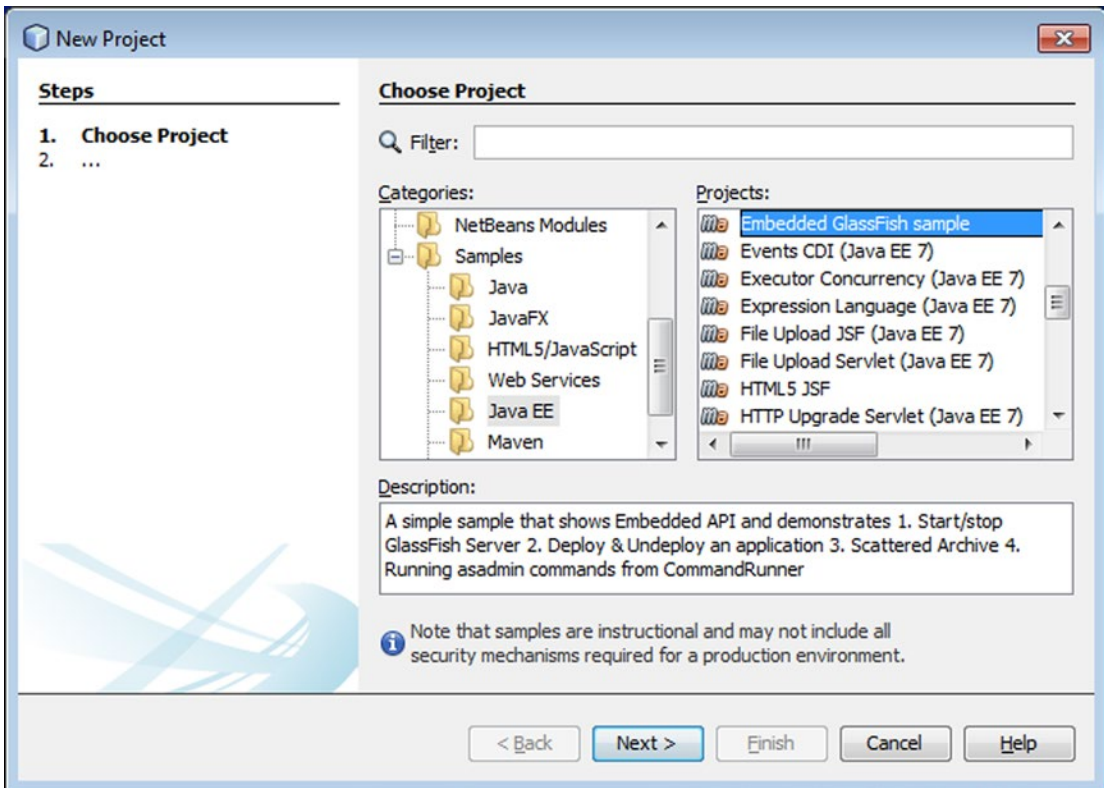 New Project
Steps
1. Choose Project
2. ...
Choose Project
Filter:
Categories:
NetBeans Modules
Samples
Java
JavaFX
HTML5/JavaScript
Web Services
Java EE
Maven
Projects:
Embedded GlassFish sample
Events CDI (Java EE 7)
Executor Concurrency (Java EE 7)
Expression Language (Java EE 7)
File Upload JSF (Java EE 7)
File Upload Servlet (Java EE 7)
HTML5 JSF
HTTP Upgrade Servlet (Java EE 7)
Description:
A simple sample that shows Embedded API and demonstrates 1. Start/stop
GlassFish Server 2. Deploy & Undeploy an application 3. Scattered Archive 4.
Running asadmin commands from CommandRunner
Note that samples are instructional and may not include all
security mechanisms required for a production environment.
< Back
Next >
Finish
Cancel
Help